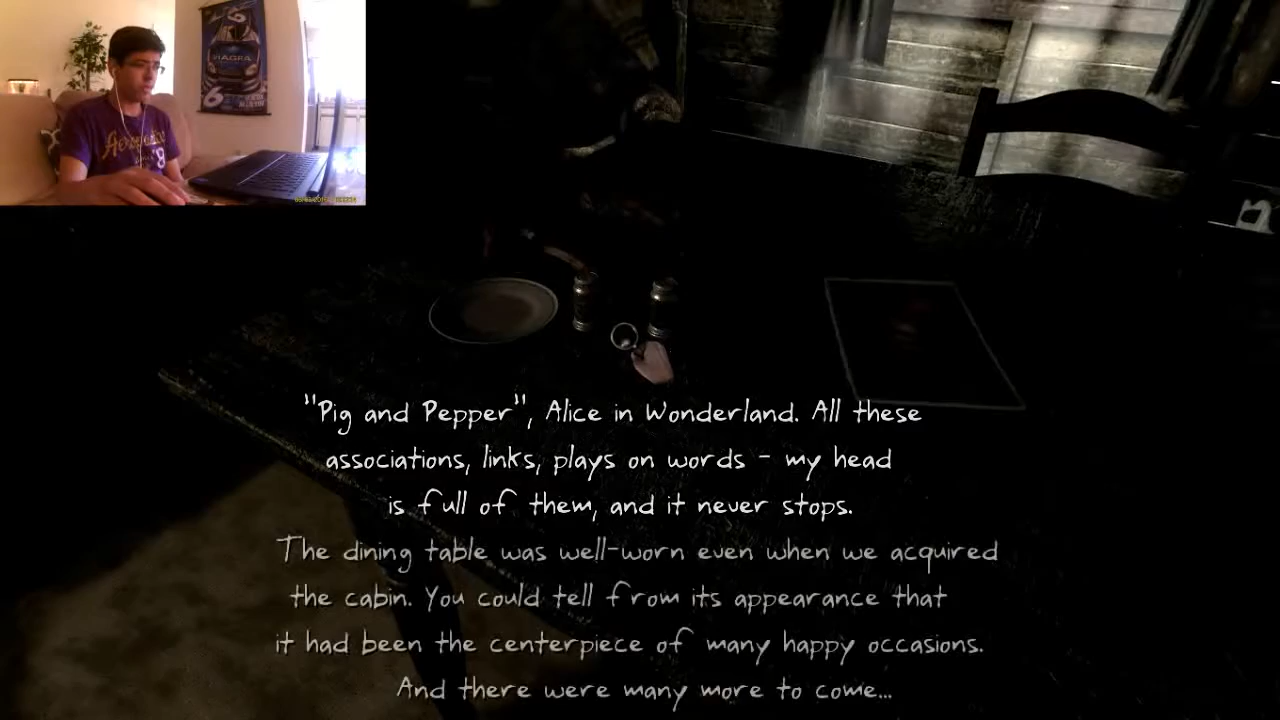 6
VIAGRA
6
"Pig and Pepper", Alice in Wonderland. All these
associations, links, plays on words - my head
is full of them, and it never stops.
The dining table was well-worn even when we acquired
the cabin. You could tell from its appearance that
it had been the centerpiece of many happy occasions.
And there were many more to come...